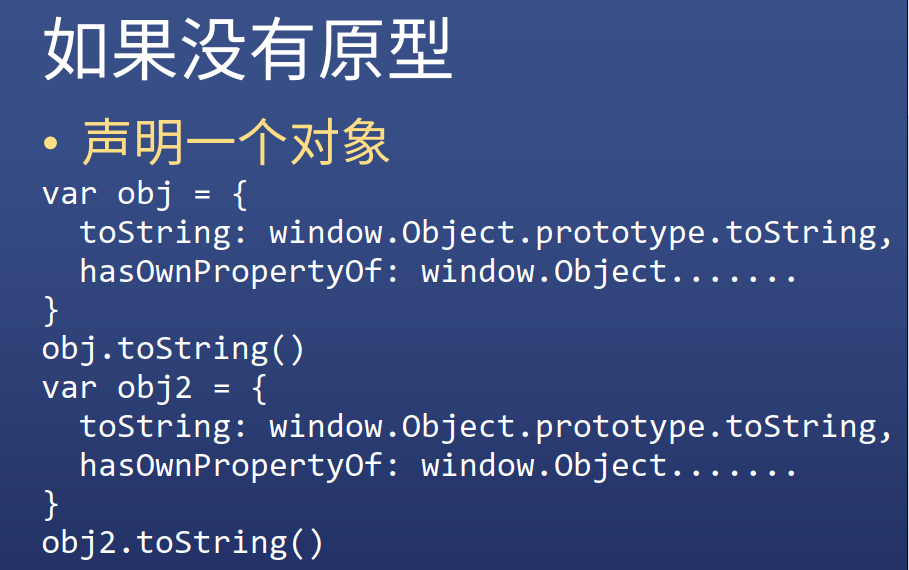 如果没有原型
• 声明一个对象
var obj = {
  toString: window.Object.prototype.toString,
  hasOwnPropertyOf: window.Object.......
}
obj.toString()
var obj2 = {
  toString: window.Object.prototype.toString,
  hasOwnPropertyOf: window.Object.......
}
obj2.toString()